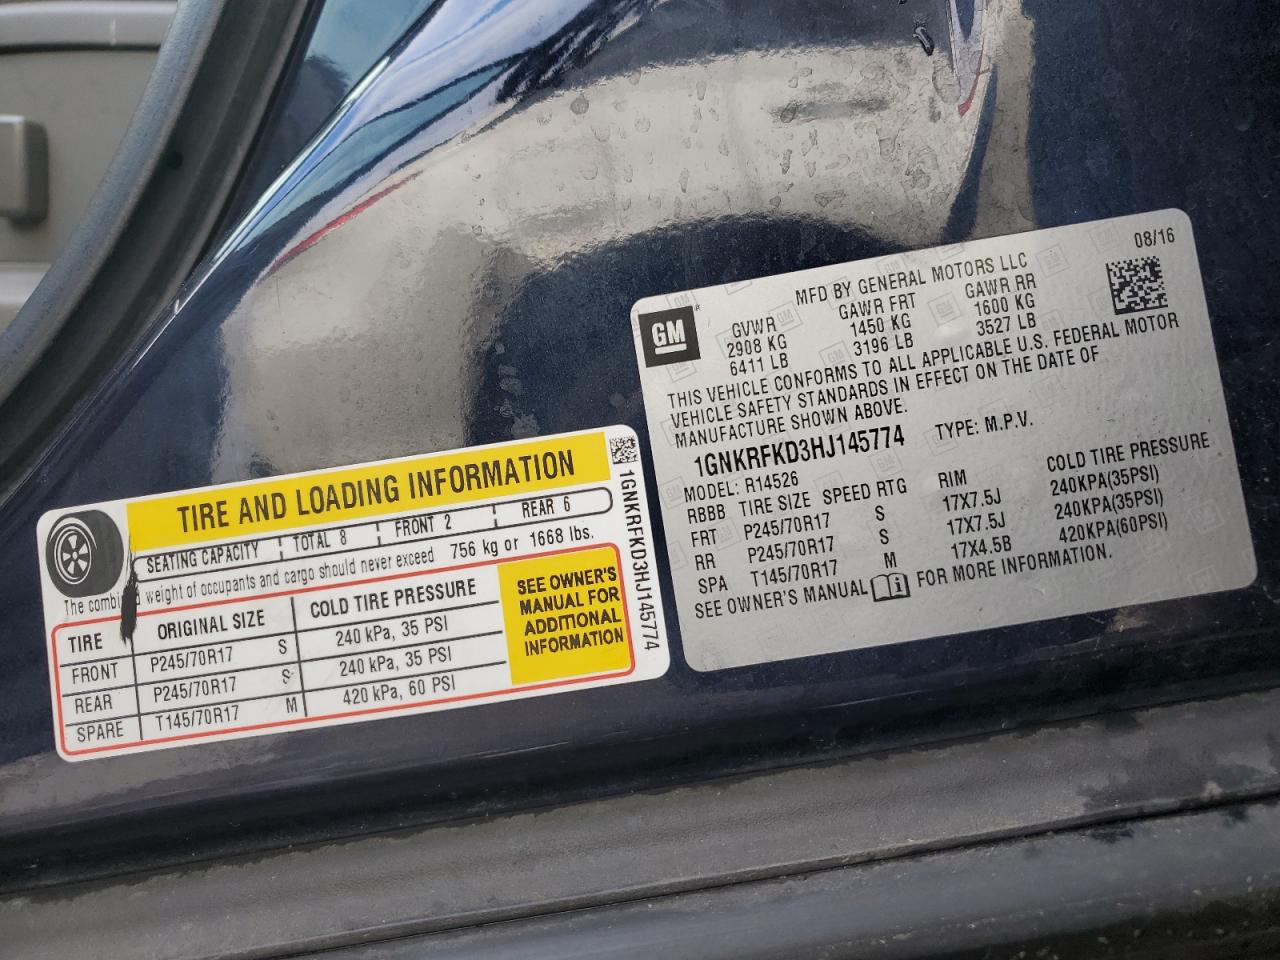 TIRE AND LOADING INFORMATION
SEATING CAPACITY TOTAL 8 FRONT 2 REAR 6
The combi weight of occupants and cargo should never exceed 756 kg or 1668 lbs.
TIRE ORIGINAL SIZE COLD TIRE PRESSURE
FRONT P245/70R17 S 240 kPa, 35 PSI
REAR P245/70R17 S 240 kPa, 35 PSI
SPARE T145/70R17 M 420 kPa, 60 PSI
SEE OWNER'S
MANUAL FOR
ADDITIONAL
INFORMATION
1GNKRFKD3HJ145774
GM
MFD BY GENERAL MOTORS LLC
08/16
GVWR GAWR FRT GAWR RR
2908 KG 1450 KG 1600 KG
6411 LB 3196 LB 3527 LB
THIS VEHICLE CONFORMS TO ALL APPLICABLE U.S. FEDERAL MOTOR
VEHICLE SAFETY STANDARDS IN EFFECT ON THE DATE OF
MANUFACTURE SHOWN ABOVE.
1GNKRFKD3HJ145774 TYPE: M.P.V.
MODEL: R14526
RBBB TIRE SIZE SPEED RTG RIM COLD TIRE PRESSURE
FRT P245/70R17 S 17X7.5J 240KPA(35PSI)
RR P245/70R17 S 17X7.5J 240KPA(35PSI)
SPA T145/70R17 M 17X4.5B 420KPA(60PSI)
SEE OWNER'S MANUAL FOR MORE INFORMATION.